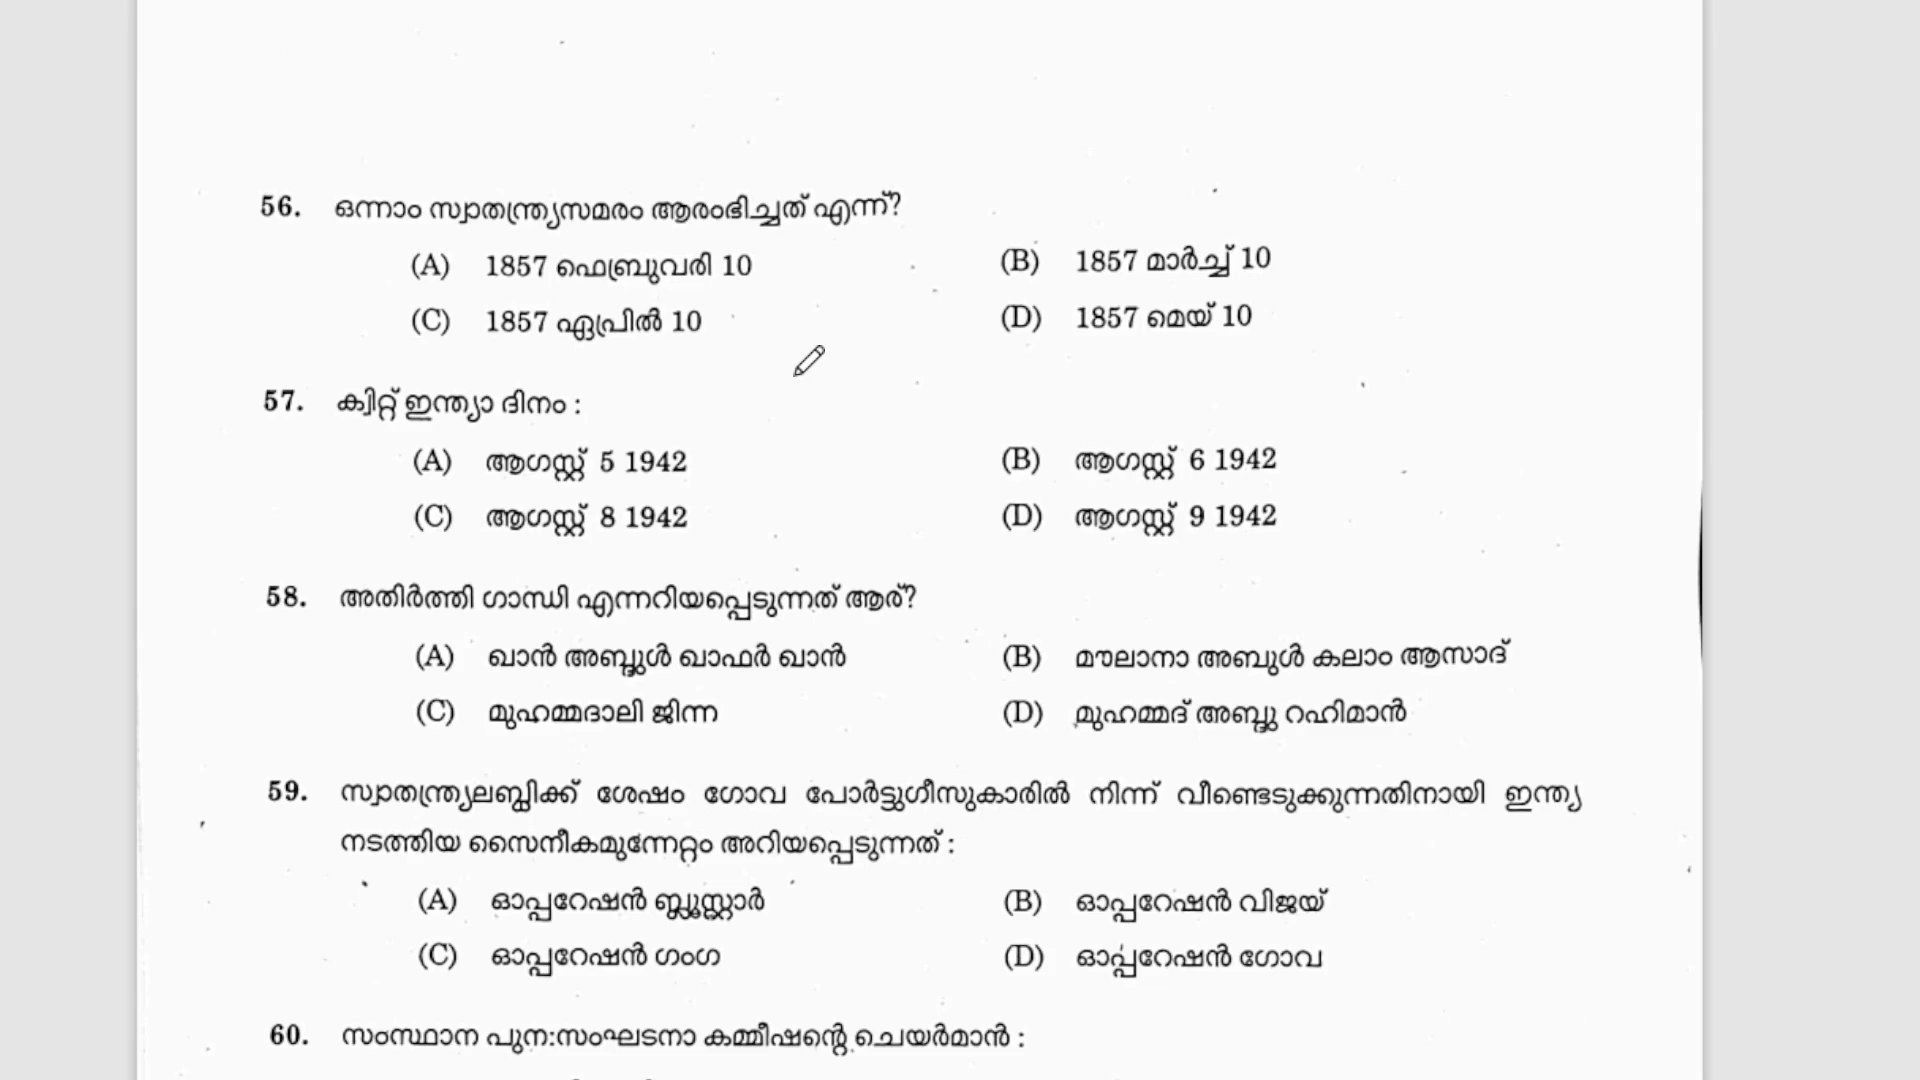 56. ഒന്നാം സ്വാതന്ത്ര്യസമരം ആരംഭിച്ചത് എന്ന്?
(A) 1857 ഫെബ്രുവരി 10 (B) 1857 മാർച്ച് 10
(C) 1857 ഏപ്രിൽ 10 (D) 1857 മെയ് 10
57. ക്വിറ്റ് ഇന്ത്യാ ദിനം :
(A) ആഗസ്റ്റ് 5 1942 (B) ആഗസ്റ്റ് 6 1942
(C) ആഗസ്റ്റ് 8 1942 (D) ആഗസ്റ്റ് 9 1942
58. അതിർത്തി ഗാന്ധി എന്നറിയപ്പെടുന്നത് ആര്?
(A) ഖാൻ അബ്ദുൾ ഖാഫർ ഖാൻ (B) മൗലാനാ അബുൾ കലാം ആസാദ്
(C) മുഹമ്മദാലി ജിന്ന (D) മുഹമ്മദ് അബ്ദു റഹിമാൻ
59. സ്വാതന്ത്ര്യലബ്ധിക്ക് ശേഷം ഗോവ പോർട്ടുഗീസുകാരിൽ നിന്ന് വീണ്ടെടുക്കുന്നതിനായി ഇന്ത്യ
നടത്തിയ സൈനീകമുന്നേറ്റം അറിയപ്പെടുന്നത് :
(A) ഓപ്പറേഷൻ ബ്ലൂസ്റ്റാർ (B) ഓപ്പറേഷൻ വിജയ്
(C) ഓപ്പറേഷൻ ഗംഗ (D) ഓപ്പറേഷൻ ഗോവ
60. സംസ്ഥാന പുന:സംഘടനാ കമ്മീഷന്റെ ചെയർമാൻ :